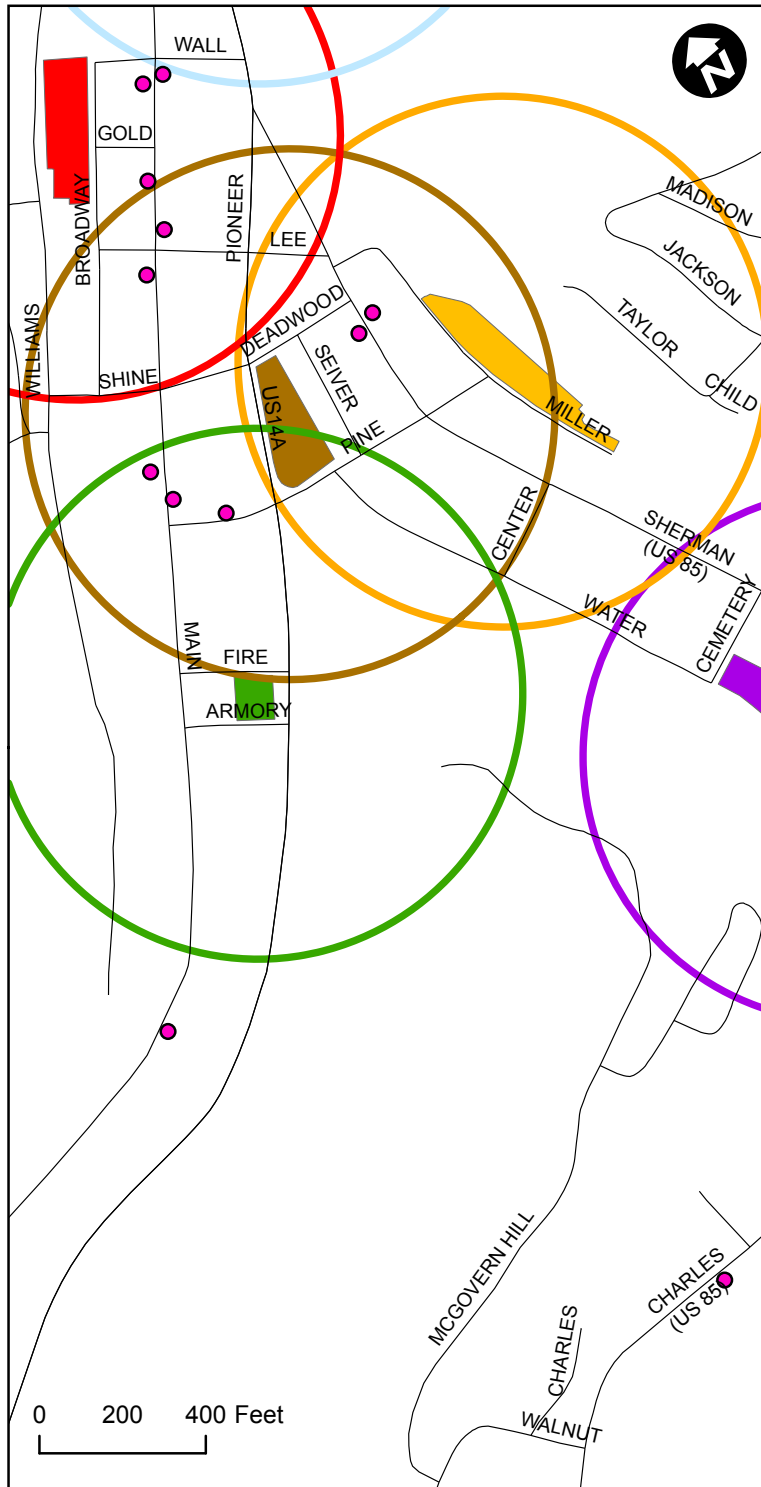 WALL
N
GOLD
MADISON
BROADWAY
PIONEER
LEE
JACKSON
WILLIAMS
DEADWOOD
TAYLOR
SHINE
SEIVER
CHILD
US14A
PINE
MILLER
CENTER
SHERMAN
(US 85)
WATER
CEMETERY
MAIN
FIRE
ARMORY
MCGOVERN HILL
CHARLES
(US 85)
CHARLES
WALNUT
0 200 400 Feet